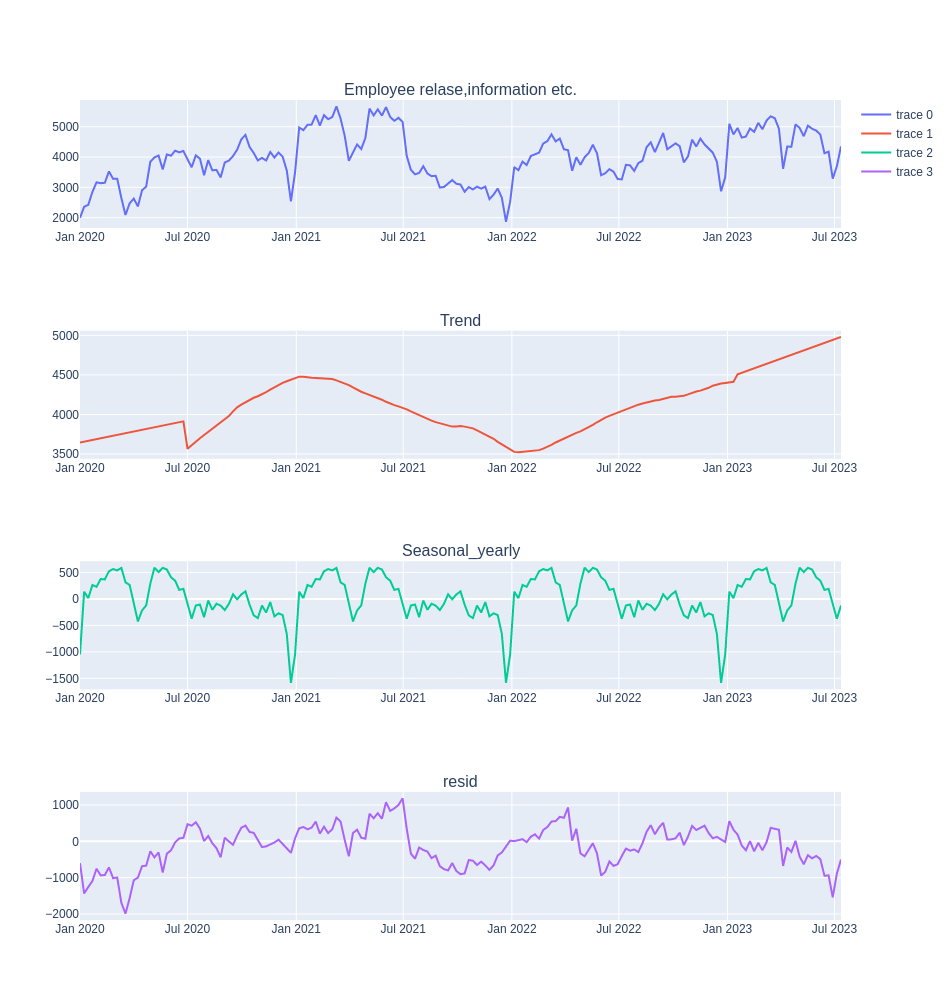 Employee relase,information etc.
trace 0
trace 1
trace 2
trace 3
5000
4000
3000
2000
Jan 2020 Jul 2020 Jan 2021 Jul 2021 Jan 2022 Jul 2022 Jan 2023 Jul 2023
Trend
5000
4500
4000
3500
Jan 2020 Jul 2020 Jan 2021 Jul 2021 Jan 2022 Jul 2022 Jan 2023 Jul 2023
Seasonal_yearly
500
0
−500
−1000
−1500
Jan 2020 Jul 2020 Jan 2021 Jul 2021 Jan 2022 Jul 2022 Jan 2023 Jul 2023
resid
1000
0
−1000
−2000
Jan 2020 Jul 2020 Jan 2021 Jul 2021 Jan 2022 Jul 2022 Jan 2023 Jul 2023